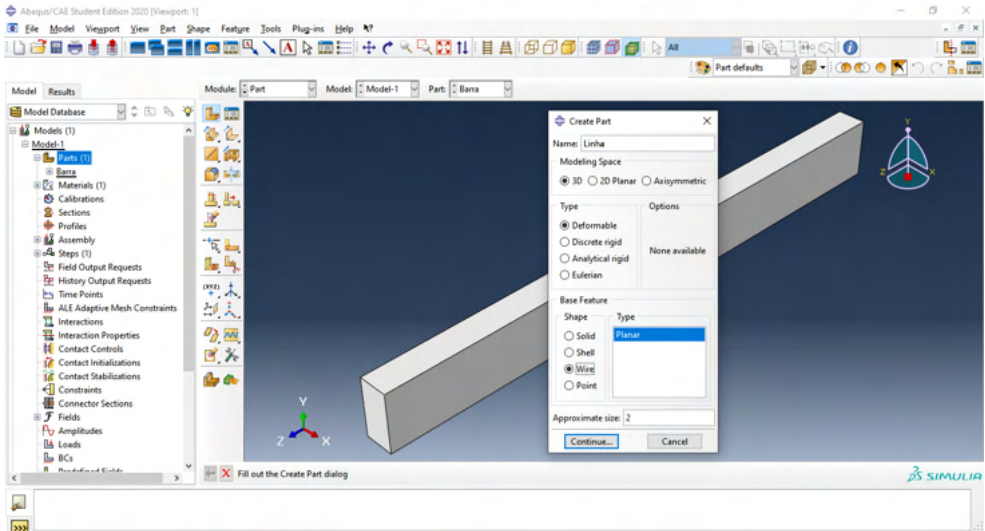 Abaqus/CAE Student Edition 2020 [Viewport: 1]
File Model Viewport View Part Shape Feature Tools Plug-ins Help
All
Part defaults
Model Results
Module: Part Model: Model-1 Part: Barra
Model Database
Models (1)
Model-1
Parts (1)
Barra
Materials (1)
Calibrations
Sections
Profiles
Assembly
Steps (1)
Field Output Requests
History Output Requests
Time Points
ALE Adaptive Mesh Constraints
Interactions
Interaction Properties
Contact Controls
Contact Initializations
Contact Stabilizations
Constraints
Connector Sections
Fields
Amplitudes
Loads
BCs
Predefined Fields
(XYZ)
Create Part
Name: Linha
Modeling Space
3D 2D Planar Axisymmetric
Type Options
Deformable
Discrete rigid
Analytical rigid
Eulerian
None available
Base Feature
Shape Type
Solid
Shell
Wire
Point
Planar
Approximate size: 2
Continue... Cancel
Y
Z X
Y
Z X
Fill out the Create Part dialog
SIMULIA
>>>